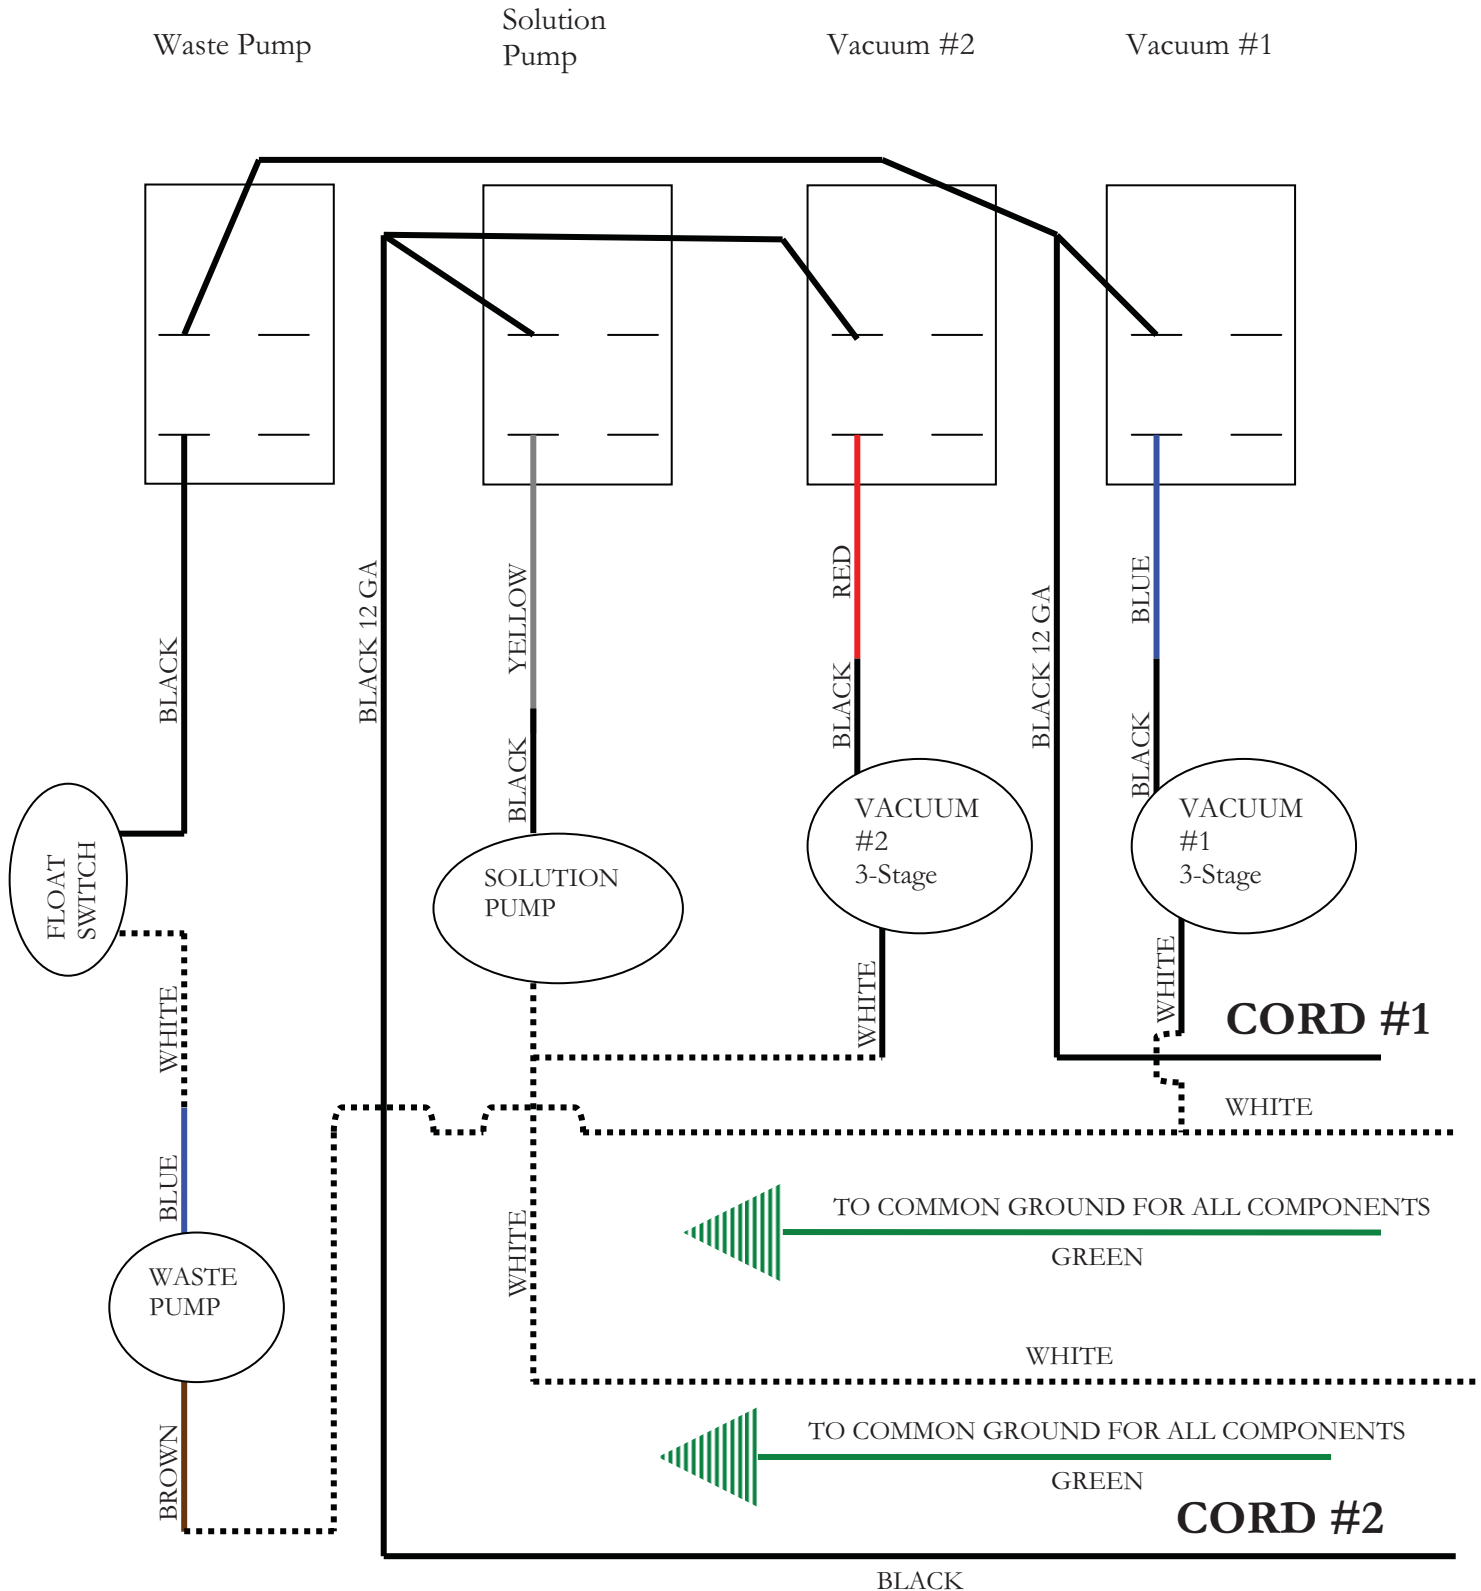 Waste Pump
Solution
Pump
Vacuum #2
Vacuum #1
BLACK
BLACK 12 GA
YELLOW
BLACK
RED
BLACK
BLACK 12 GA
BLUE
BLACK
FLOAT
SWITCH
SOLUTION
PUMP
VACUUM
#2
3-Stage
VACUUM
#1
3-Stage
WHITE
WHITE
WHITE
CORD #1
WHITE
BLUE
WHITE
TO COMMON GROUND FOR ALL COMPONENTS
GREEN
WASTE
PUMP
WHITE
BROWN
TO COMMON GROUND FOR ALL COMPONENTS
GREEN
CORD #2
BLACK